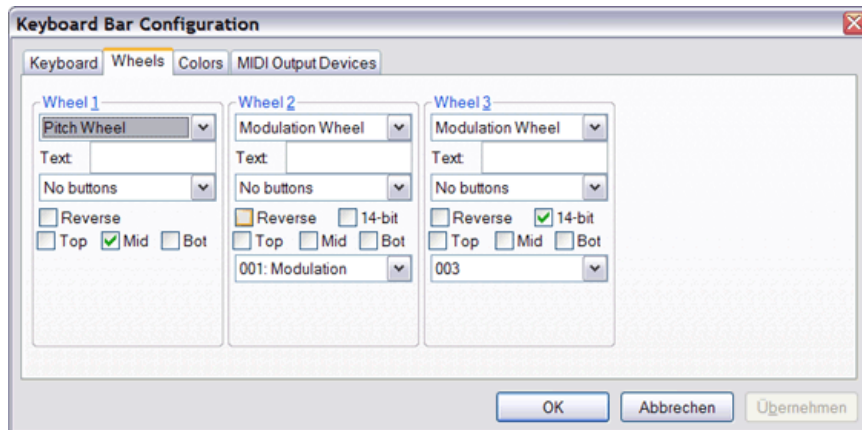 Keyboard Bar Configuration
Keyboard Wheels Colors MIDI Output Devices
Wheel 1 Wheel 2 Wheel 3
Pitch Wheel Modulation Wheel Modulation Wheel
Text: Text: Text:
No buttons No buttons No buttons
Reverse Reverse 14-bit Reverse 14-bit
Top Mid Bot Top Mid Bot Top Mid Bot
001: Modulation 003
OK Abbrechen Übernehmen